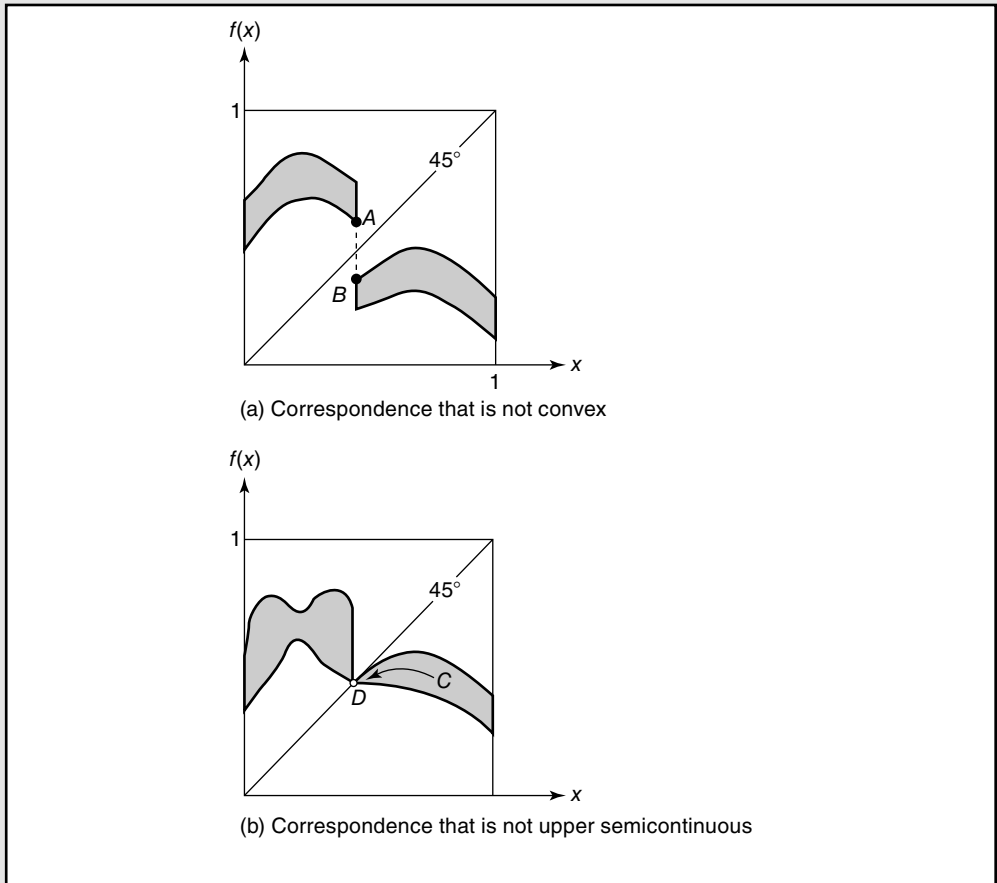 f(x)
1
45°
A
B
x
1
(a) Correspondence that is not convex
f(x)
1
45°
C
D
x
(b) Correspondence that is not upper semicontinuous